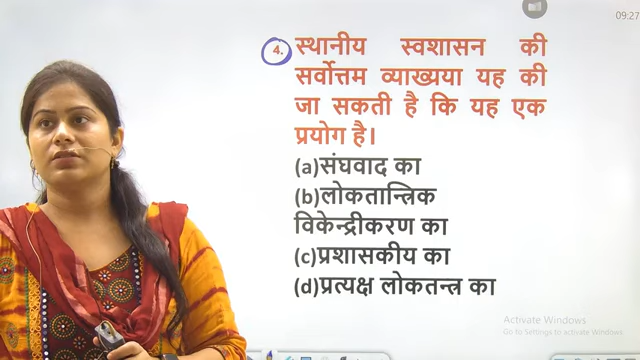 09:27
4. स्थानीय स्वशासन की
सर्वोत्तम व्याख्यया यह की
जा सकती है कि यह एक
प्रयोग है।
(a)संघवाद का
(b)लोकतान्त्रिक
विकेन्द्रीकरण का
(c)प्रशासकीय का
(d)प्रत्यक्ष लोकतन्त्र का
Activate Windows
Go to Settings to activate Windows.